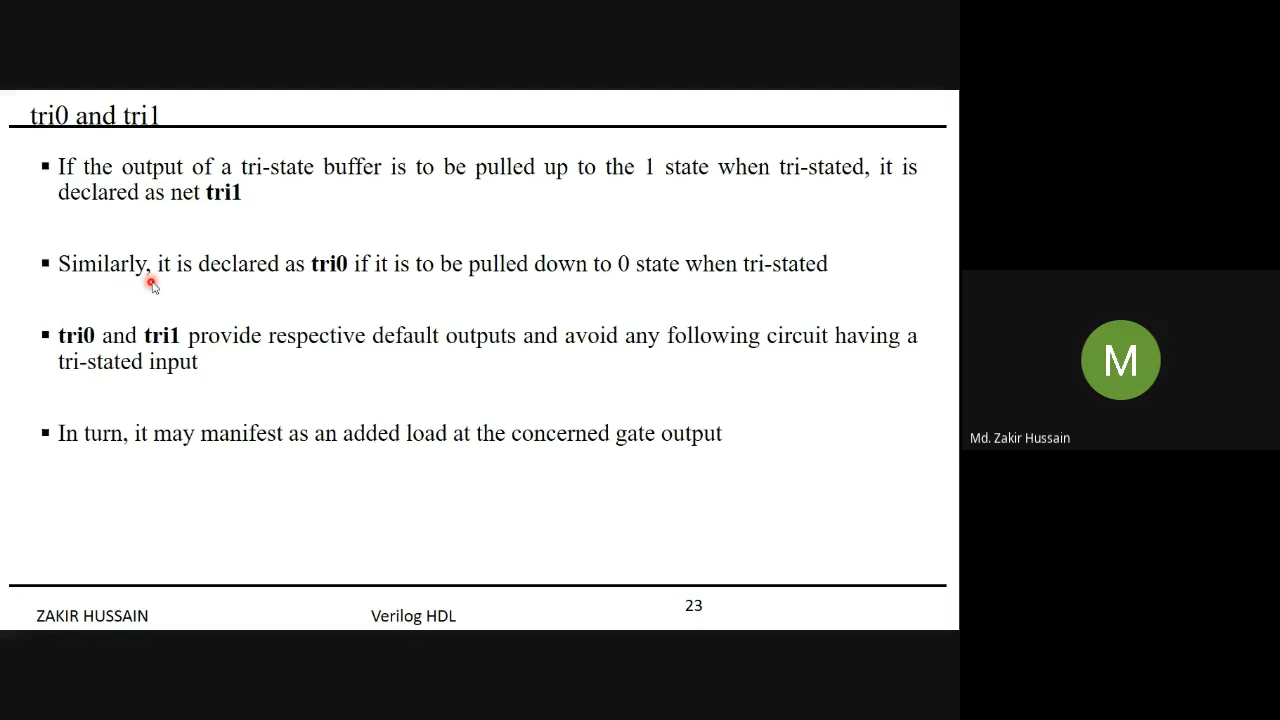 tri0 and tri1
▪ If the output of a tri-state buffer is to be pulled up to the 1 state when tri-stated, it is
declared as net tri1
▪ Similarly, it is declared as tri0 if it is to be pulled down to 0 state when tri-stated
▪ tri0 and tri1 provide respective default outputs and avoid any following circuit having a
tri-stated input
▪ In turn, it may manifest as an added load at the concerned gate output
ZAKIR HUSSAIN
Verilog HDL
23
M
Md. Zakir Hussain